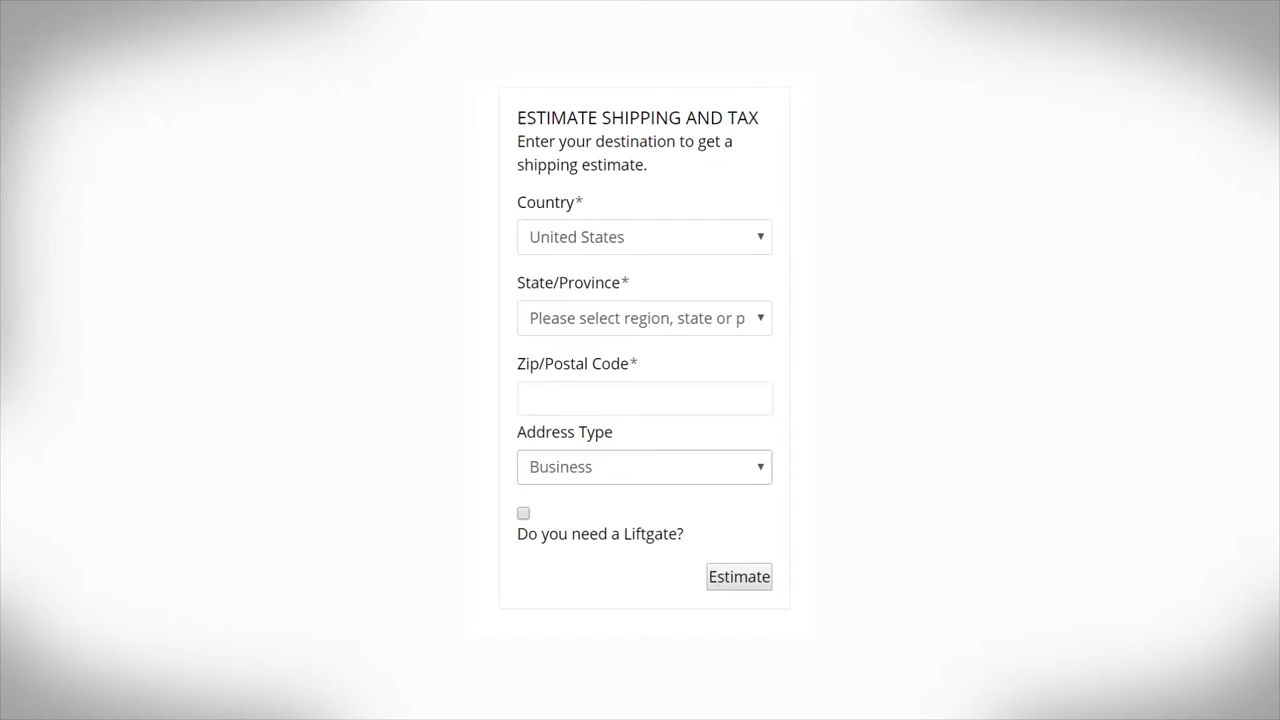 ESTIMATE SHIPPING AND TAX
Enter your destination to get a
shipping estimate.
Country*
United States
State/Province*
Please select region, state or p
Zip/Postal Code*
Address Type
Business
Do you need a Liftgate?
Estimate